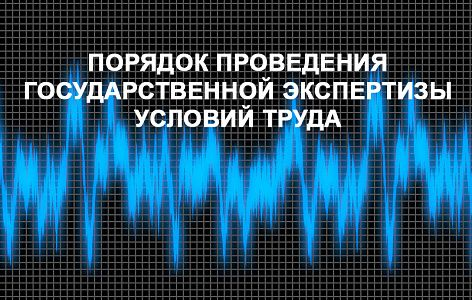 ПОРЯДОК ПРОВЕДЕНИЯ
ГОСУДАРСТВЕННОЙ ЭКСПЕРТИЗЫ
УСЛОВИЙ ТРУДА